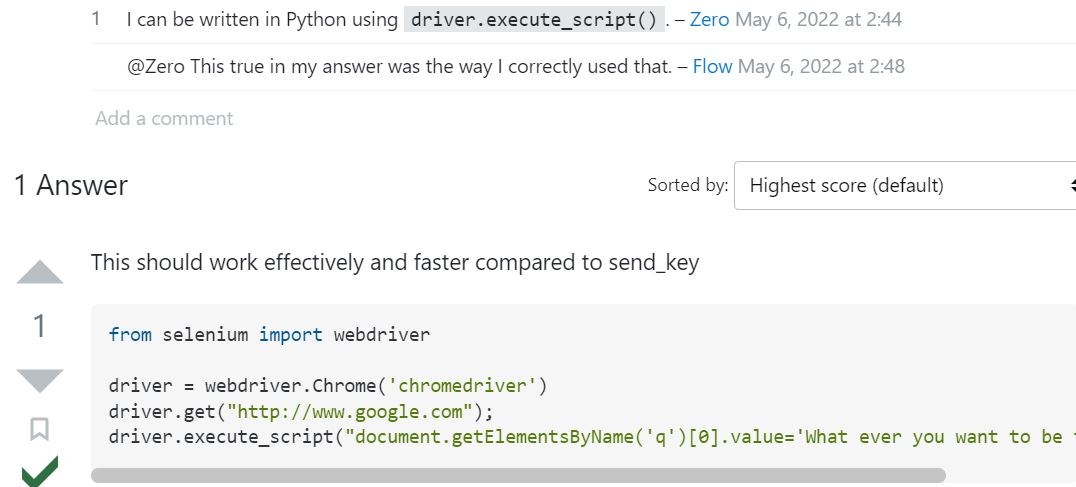 1 I can be written in Python using driver.execute_script(). – Zero May 6, 2022 at 2:44
@Zero This true in my answer was the way I correctly used that. – Flow May 6, 2022 at 2:48
Add a comment
1 Answer
Sorted by: Highest score (default)
This should work effectively and faster compared to send_key
1
from selenium import webdriver
driver = webdriver.Chrome('chromedriver')
driver.get("http://www.google.com");
driver.execute_script("document.getElementsByName('q')[0].value='What ever you want to be